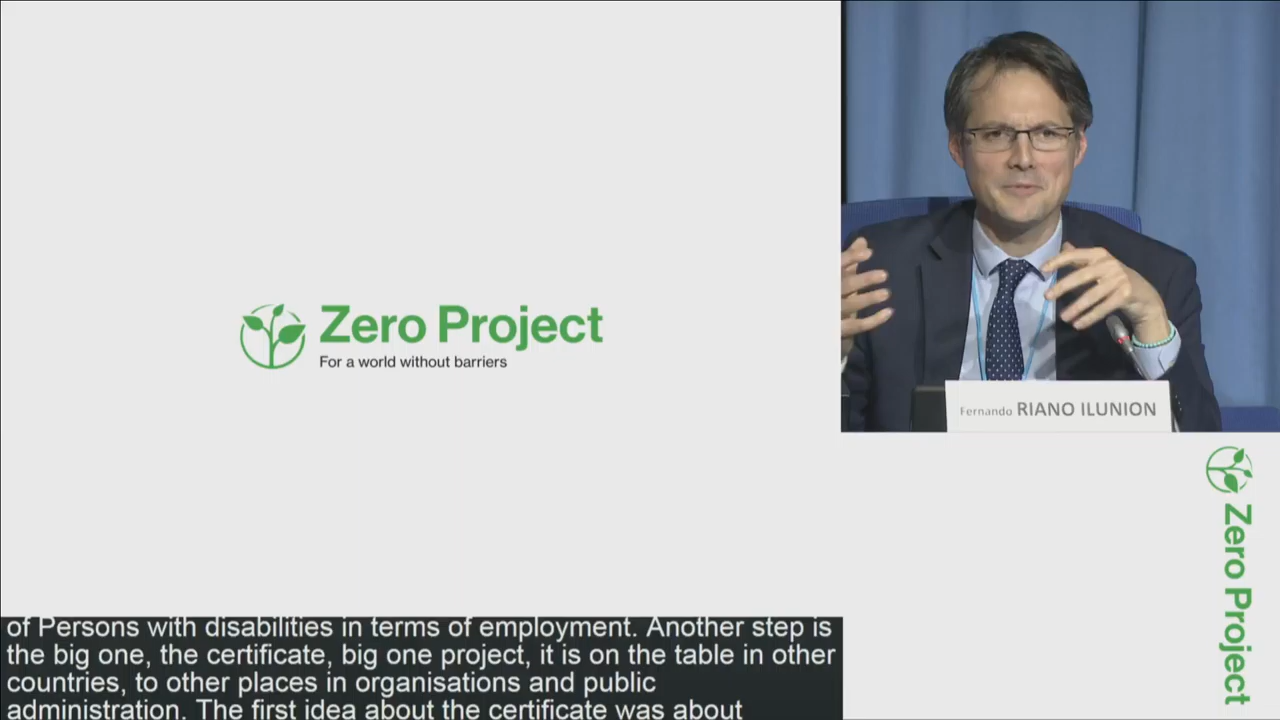 Zero Project
For a world without barriers
Fernando RIANO ILUNION
Zero Project
of Persons with disabilities in terms of employment. Another step is
the big one, the certificate, big one project, it is on the table in other
countries, to other places in organisations and public
administration. The first idea about the certificate was about